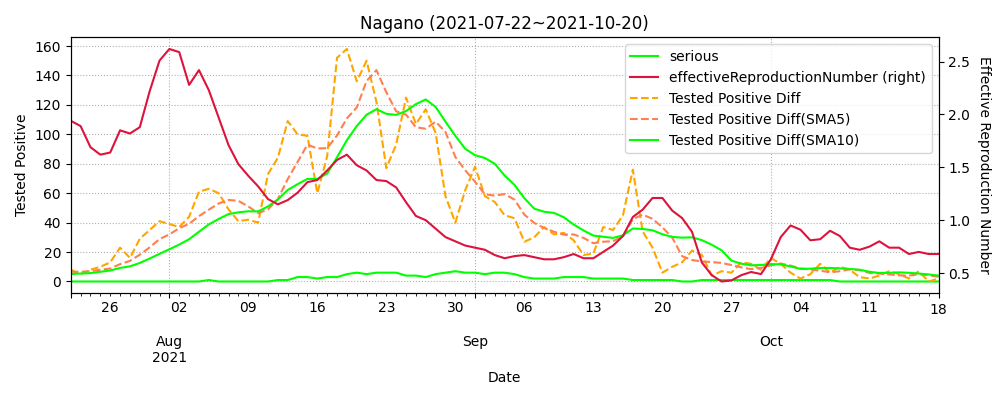 Nagano (2021-07-22~2021-10-20)
serious
effectiveReproductionNumber (right)
Tested Positive Diff
Tested Positive Diff(SMA5)
Tested Positive Diff(SMA10)
Tested Positive
160
140
120
100
80
60
40
20
0
2.5
2.0
1.5
1.0
0.5
Effective Reproduction Number
26 02 09 16 23 30 06 13 20 27 04 11 18
Aug Sep Oct
2021
Date